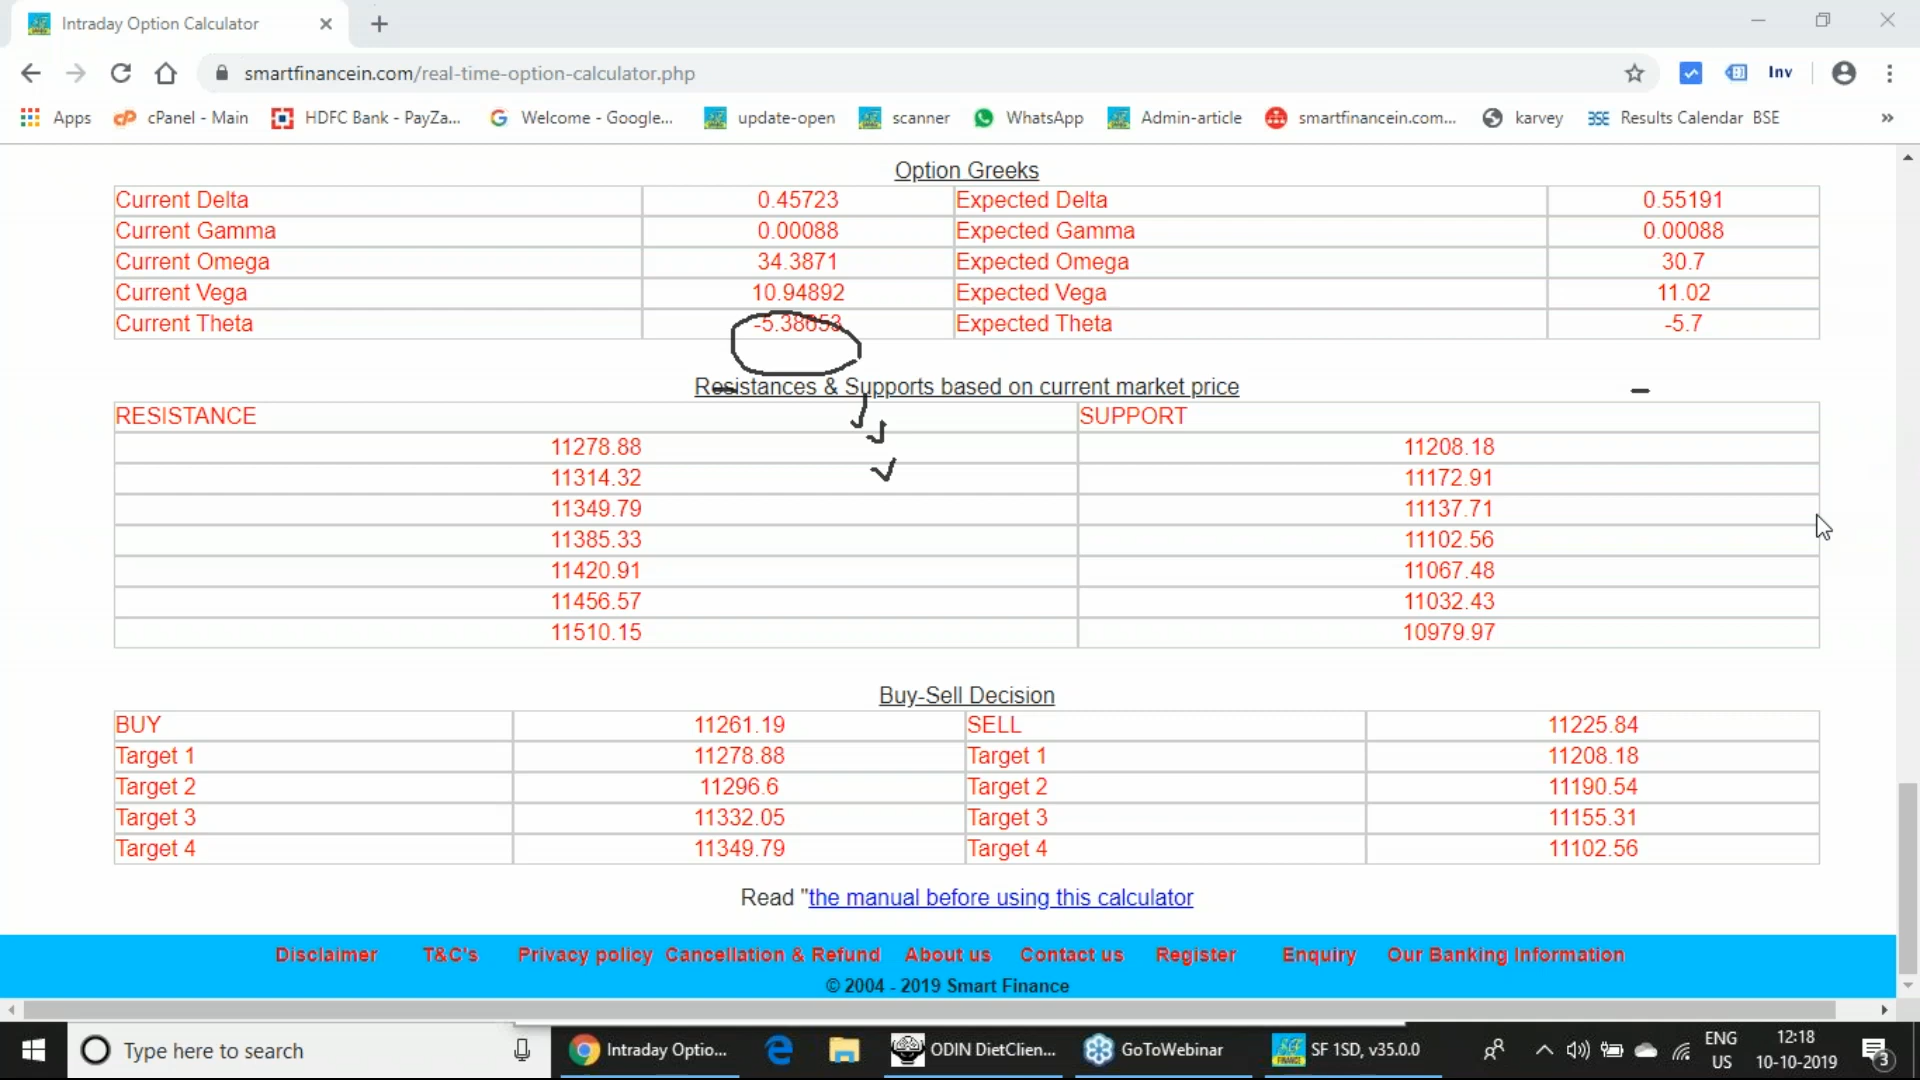 Intraday Option Calculator
smartfinancein.com/real-time-option-calculator.php
Inv
Apps cPanel - Main HDFC Bank - PayZa... Welcome - Google... update-open scanner WhatsApp Admin-article smartfinancein.com... karvey BSE Results Calendar BSE »
Option Greeks
Current Delta 0.45723 Expected Delta 0.55191
Current Gamma 0.00088 Expected Gamma 0.00088
Current Omega 34.3871 Expected Omega 30.7
Current Vega 10.94892 Expected Vega 11.02
Current Theta Expected Theta -5.7
Resistances & Supports based on current market price
RESISTANCE SUPPORT
11278.88 11208.18
11314.32 11172.91
11349.79 11137.71
11385.33 11102.56
11420.91 11067.48
11456.57 11032.43
11510.15 10979.97
Buy-Sell Decision
BUY 11261.19 SELL 11225.84
Target 1 11278.88 Target 1 11208.18
Target 2 11296.6 Target 2 11190.54
Target 3 11332.05 Target 3 11155.31
Target 4 11349.79 Target 4 11102.56
Read "the manual before using this calculator
Disclaimer T&C's Privacy policy Cancellation & Refund About us Contact us Register Enquiry Our Banking Information
© 2004 - 2019 Smart Finance
Type here to search Intraday Optio... ODIN DietClien... GoToWebinar SF 1SD, v35.0.0 ENG 12:18
US 10-10-2019 3